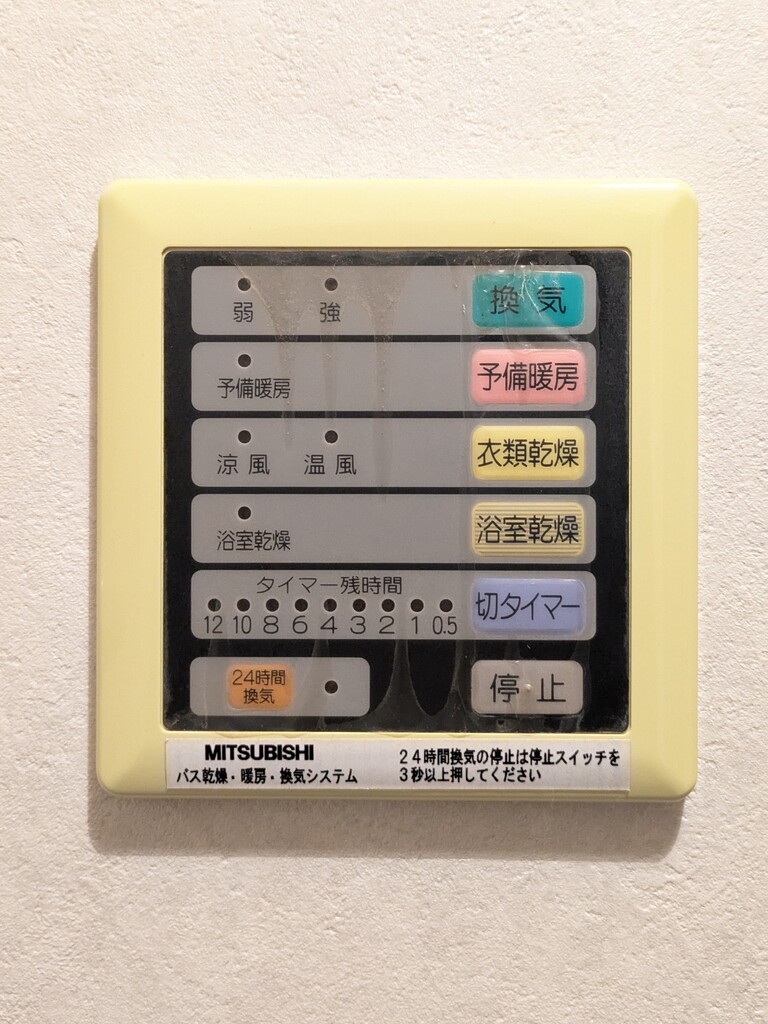 弱 強 換気
予備暖房 予備暖房
涼風 温風 衣類乾燥
浴室乾燥 浴室乾燥
タイマー残時間
12 10 8 6 4 3 2 1 0.5 切タイマー
24時間
換気 停止
MITSUBISHI
バス乾燥・暖房・換気システム
24時間換気の停止は停止スイッチを
3秒以上押してください